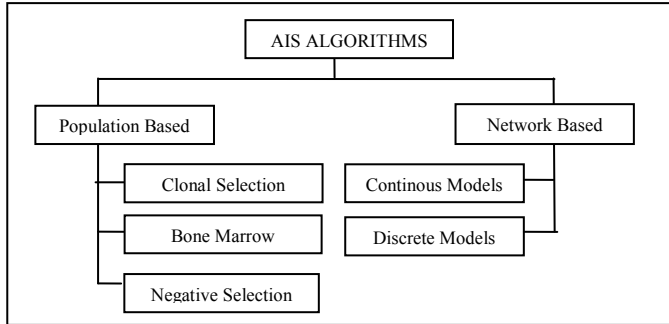 AIS ALGORITHMS
Population Based
Network Based
Clonal Selection
Continous Models
Bone Marrow
Discrete Models
Negative Selection